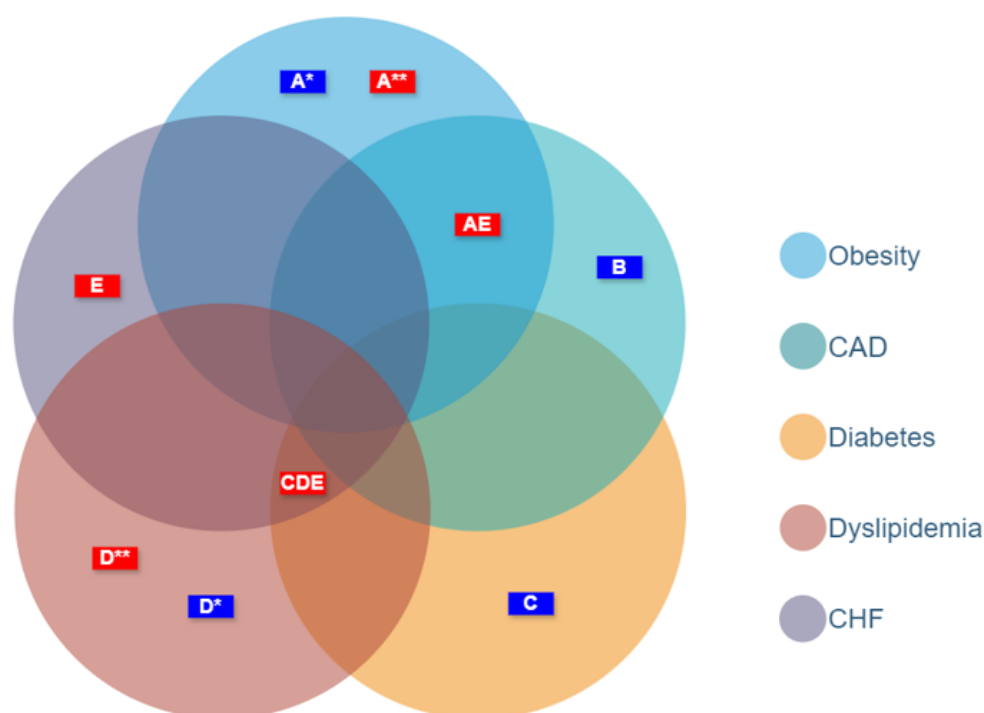 A*
A**
AE
B
E
CDE
D**
D*
C
Obesity
CAD
Diabetes
Dyslipidemia
CHF